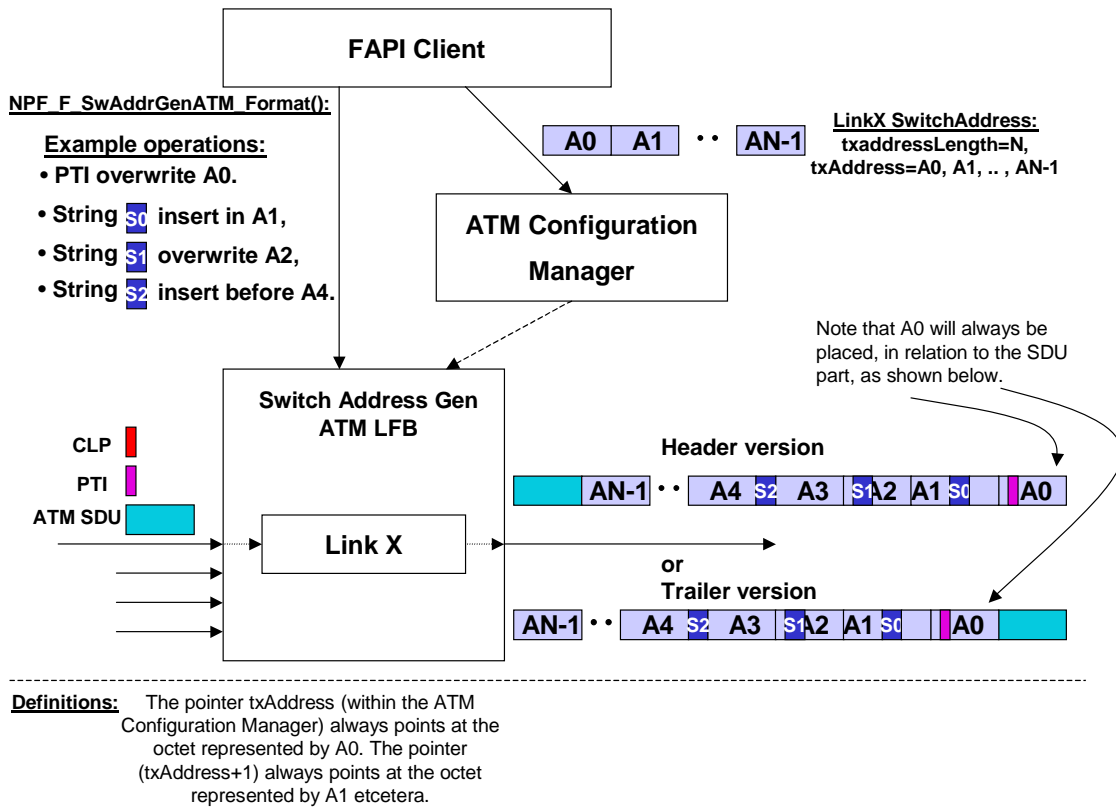 FAPI Client
NPF_F_SwAddrGenATM_Format():
Example operations:
• PTI overwrite A0.
• String S0 insert in A1,
• String S1 overwrite A2,
• String S2 insert before A4.
A0 A1 •• AN-1
LinkX SwitchAddress:
txaddressLength=N,
txAddress=A0, A1, .. , AN-1
ATM Configuration
Manager
Note that A0 will always be
placed, in relation to the SDU
part, as shown below.
Switch Address Gen
ATM LFB
CLP
PTI
ATM SDU
Link X
Header version
AN-1 •• A4 S2 A3 S1 A2 A1 S0 A0
or
Trailer version
AN-1 •• A4 S2 A3 S1 A2 A1 S0 A0
Definitions: The pointer txAddress (within the ATM
Configuration Manager) always points at the
octet represented by A0. The pointer
(txAddress+1) always points at the octet
represented by A1 etcetera.